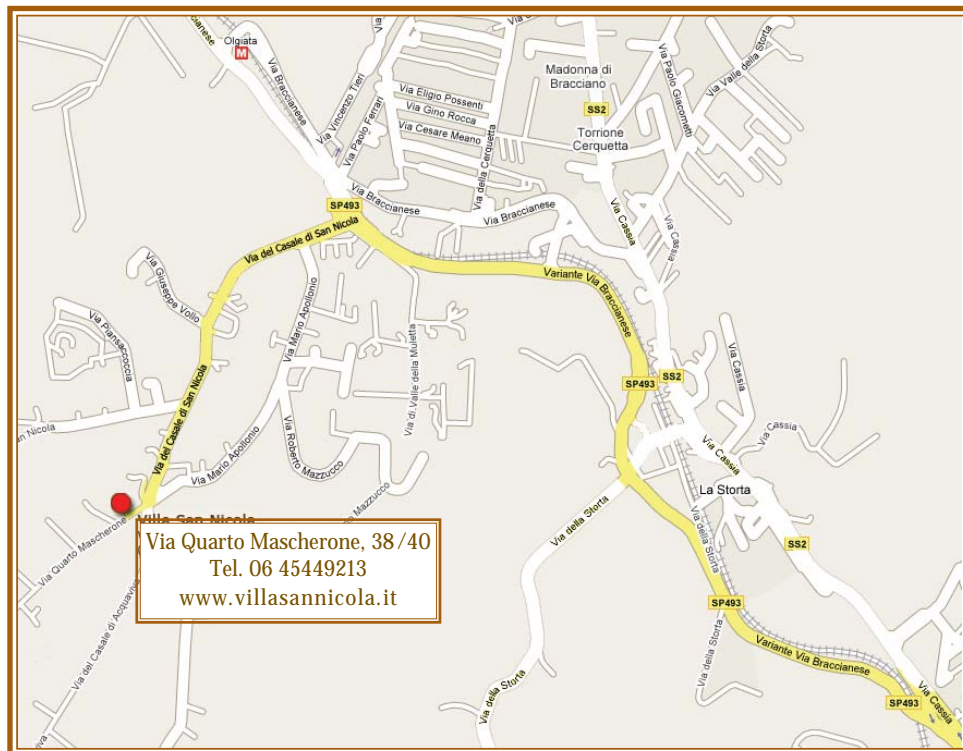 Olgiata
M
Braccianese
Via Braccianese
Via Vincenzo Tieri
Via Paolo Ferrari
Via Eligio Possenti
Via Gino Rocca
Via Cesare Meano
Via della Cerquetta
Madonna di
Bracciano
SS2
Torrione
Cerquetta
Via Paolo Giacometti
Via Valle della Storta
Via Braccianese
Via Braccianese
Via Cassia
Via Cassia
SP493
Via del Casale di San Nicola
Variante Via Braccianese
Via Giuseppe Vollo
Via Mario Apollonio
Via Piansaccoccia
Via di Valle della Muletta
SP493
SS2
Via Cassia
Via del Casale di San Nicola
an Nicola
Via Roberto Mazzucco
Via Mario Apollonio
Via Cassia
Via Cassia
La Storta
Via della Storta
Via della Storta
Mazzucco
Villa San Nicola
Via Quarto Mascherone
Via Quarto Mascherone, 38/40
Tel. 06 45449213
www.villasannicola.it
SS2
SP493
Via del Casale di Acquaviva
Via della Storta
Via della Storta
Variante Via Braccianese
SP493
Via Cassia